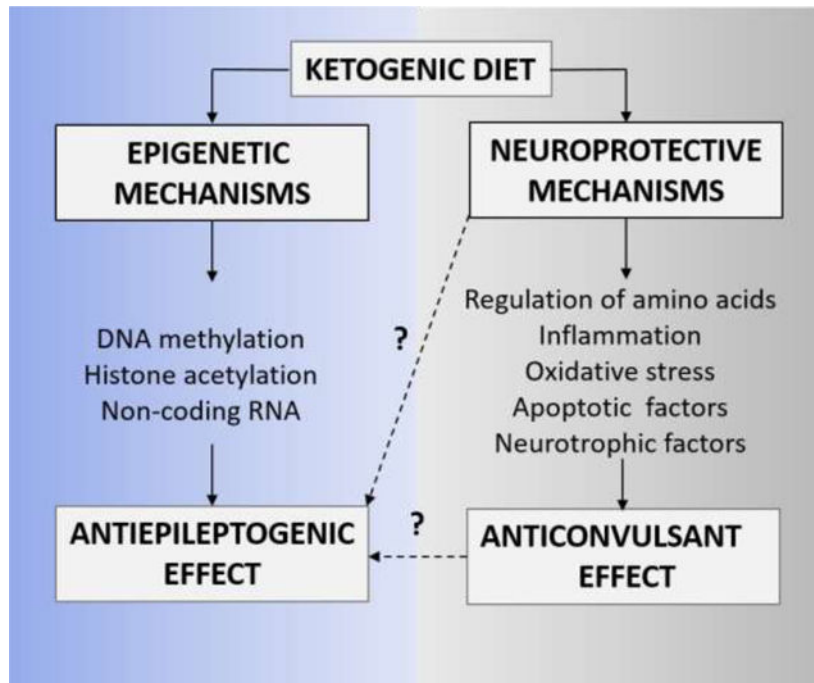 KETOGENIC DIET
EPIGENETIC
MECHANISMS
NEUROPROTECTIVE
MECHANISMS
DNA methylation
Histone acetylation
Non-coding RNA
?
Regulation of amino acids
Inflammation
Oxidative stress
Apoptotic factors
Neurotrophic factors
ANTIEPILEPTOGENIC
EFFECT
?
ANTICONVULSANT
EFFECT